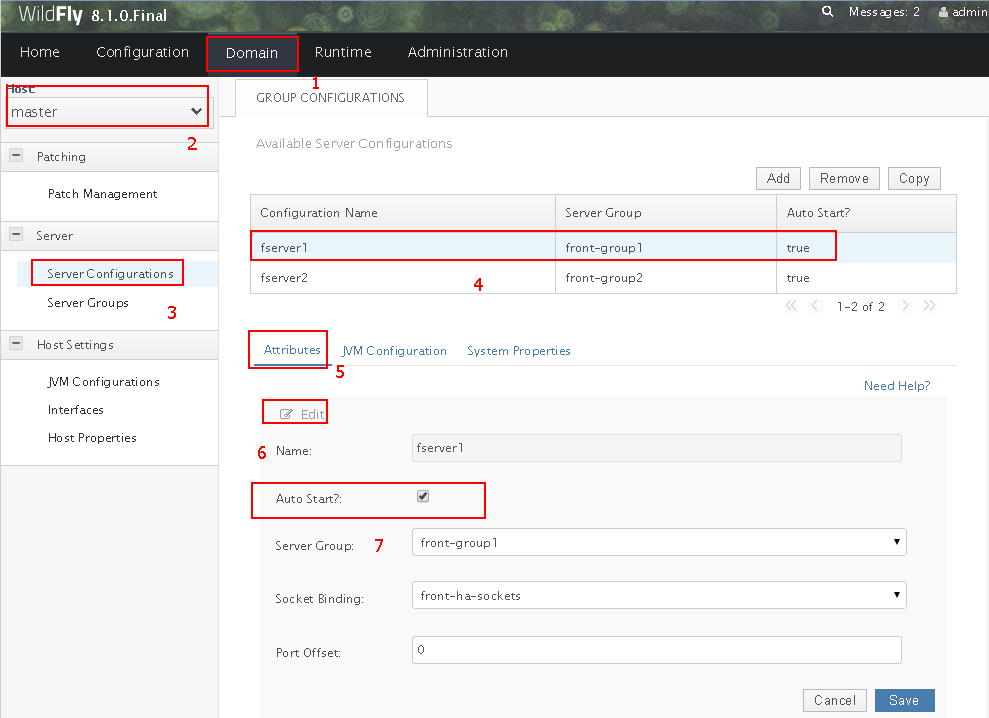 WildFly 8.1.0.Final Messages: 2 admin
Home Configuration Domain Runtime Administration
1
Host:
master
2
Patching
Patch Management
Server
Server Configurations
3
Server Groups
Host Settings
JVM Configurations
Interfaces
Host Properties
GROUP CONFIGURATIONS
Available Server Configurations
Add Remove Copy
Configuration Name Server Group Auto Start?
fserver1 front-group1 true
fserver2 front-group2 true
4
« ‹ 1-2 of 2 › »
Attributes JVM Configuration System Properties
5
Need Help?
Edit
6 Name: fserver1
Auto Start?:
Server Group: 7 front-group1
Socket Binding: front-ha-sockets
Port Offset: 0
Cancel Save